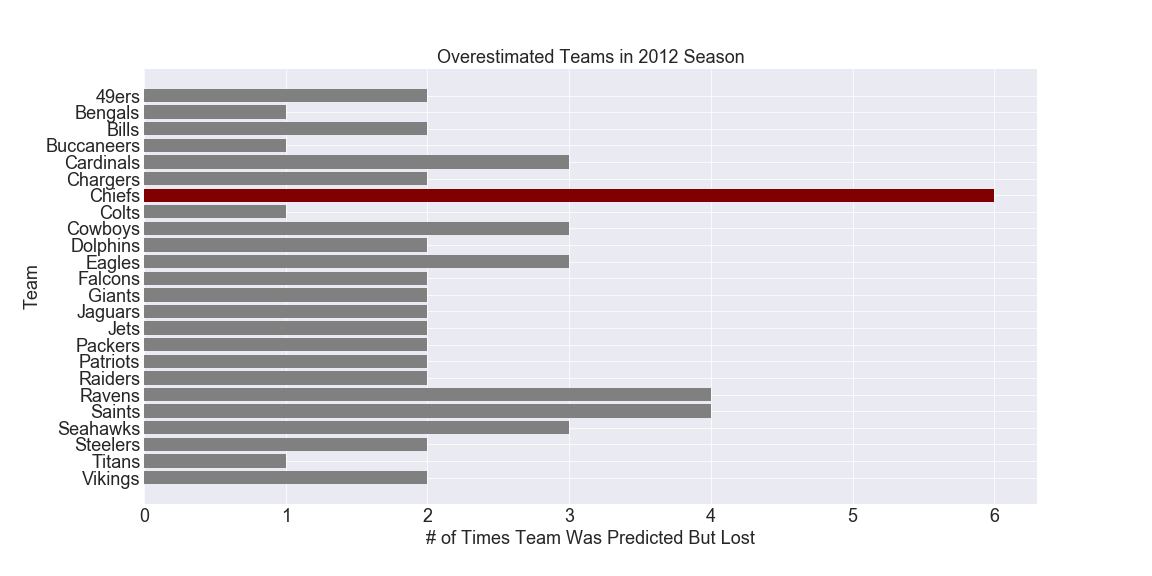 Overestimated Teams in 2012 Season
Team
49ers
Bengals
Bills
Buccaneers
Cardinals
Chargers
Chiefs
Colts
Cowboys
Dolphins
Eagles
Falcons
Giants
Jaguars
Jets
Packers
Patriots
Raiders
Ravens
Saints
Seahawks
Steelers
Titans
Vikings
0 1 2 3 4 5 6
# of Times Team Was Predicted But Lost